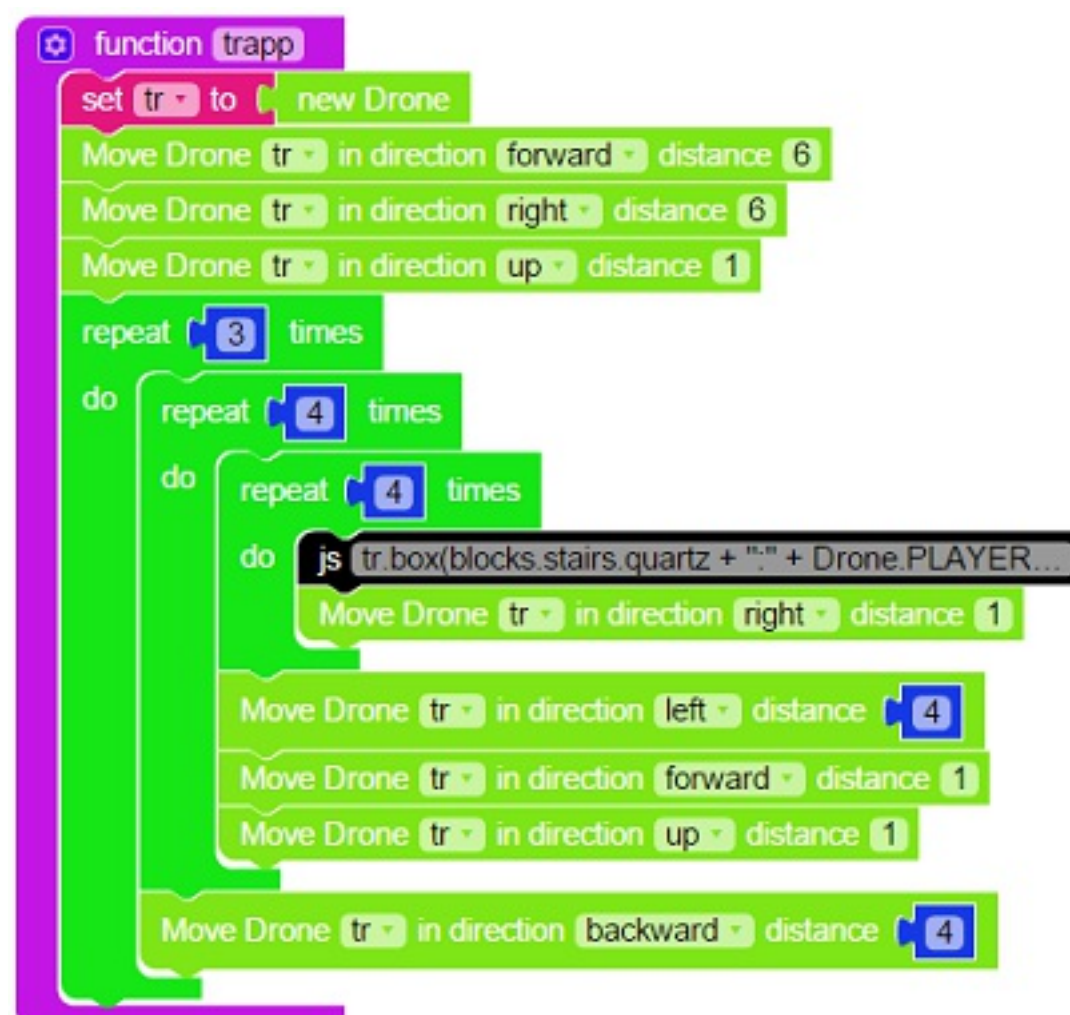 function trapp
set tr to new Drone
Move Drone tr in direction forward distance 6
Move Drone tr in direction right distance 6
Move Drone tr in direction up distance 1
repeat 3 times
do repeat 4 times
do repeat 4 times
do js tr.box(blocks.stairs.quartz + ":" + Drone.PLAYER...
Move Drone tr in direction right distance 1
Move Drone tr in direction left distance 4
Move Drone tr in direction forward distance 1
Move Drone tr in direction up distance 1
Move Drone tr in direction backward distance 4